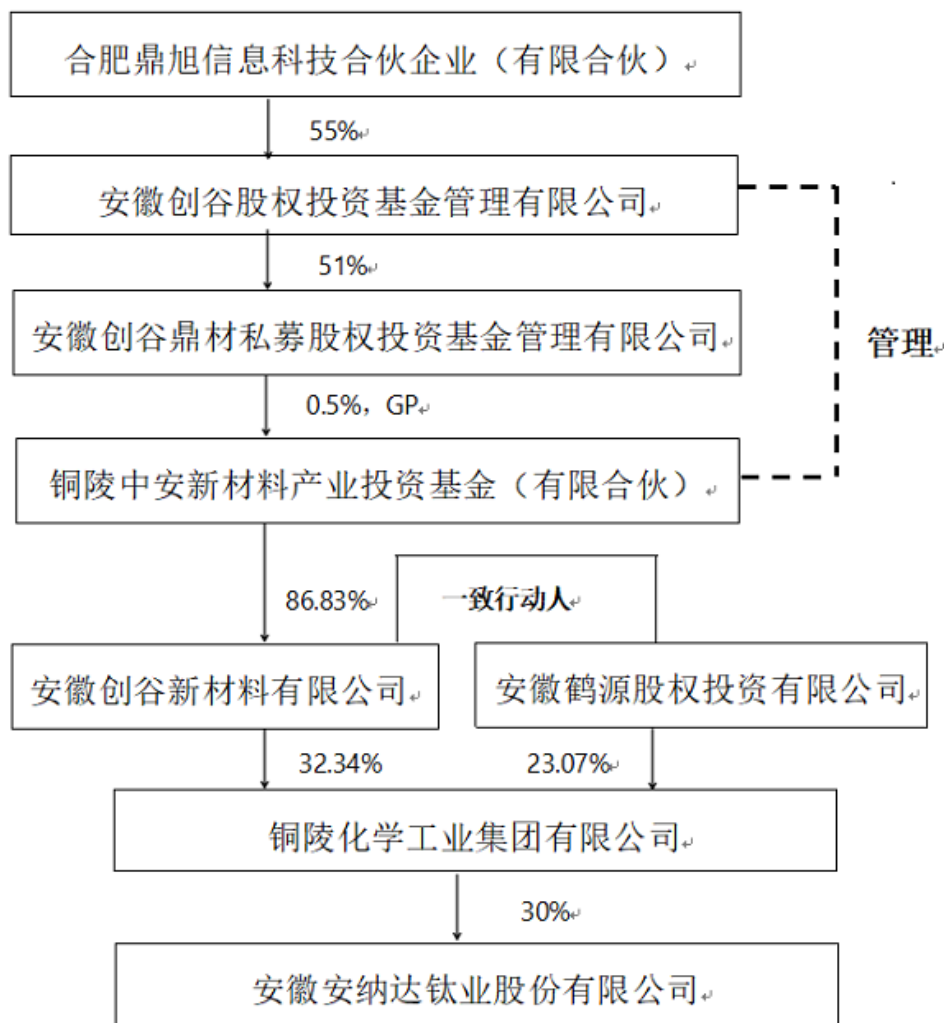 合肥鼎旭信息科技合伙企业（有限合伙）
55%
安徽创谷股权投资基金管理有限公司
51%
安徽创谷鼎材私募股权投资基金管理有限公司
管理
0.5%，GP
铜陵中安新材料产业投资基金（有限合伙）
86.83%
一致行动人
安徽创谷新材料有限公司
安徽鹤源股权投资有限公司
32.34%
23.07%
铜陵化学工业集团有限公司
30%
安徽安纳达钛业股份有限公司